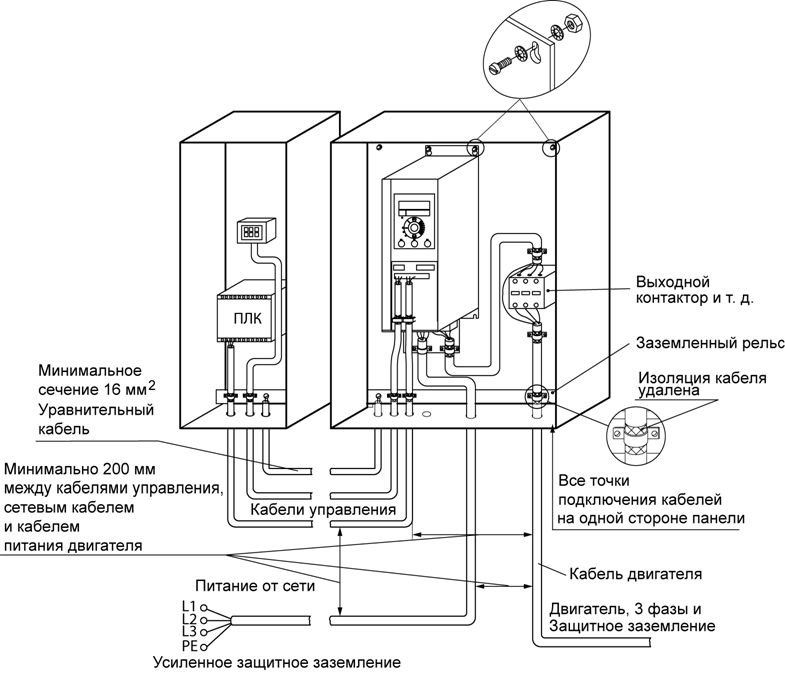 Выходной
контактор и т. д.
ПЛК
Заземленный рельс
Минимальное
сечение 16 мм2
Уравнительный
кабель
Изоляция кабеля
удалена
Минимально 200 мм
между кабелями управления,
сетевым кабелем
и кабелем
питания двигателя
Кабели управления
Все точки
подключения кабелей
на одной стороне панели
Питание от сети
Кабель двигателя
L1
L2
L3
PE
Двигатель, 3 фазы и
Защитное заземление
Усиленное защитное заземление